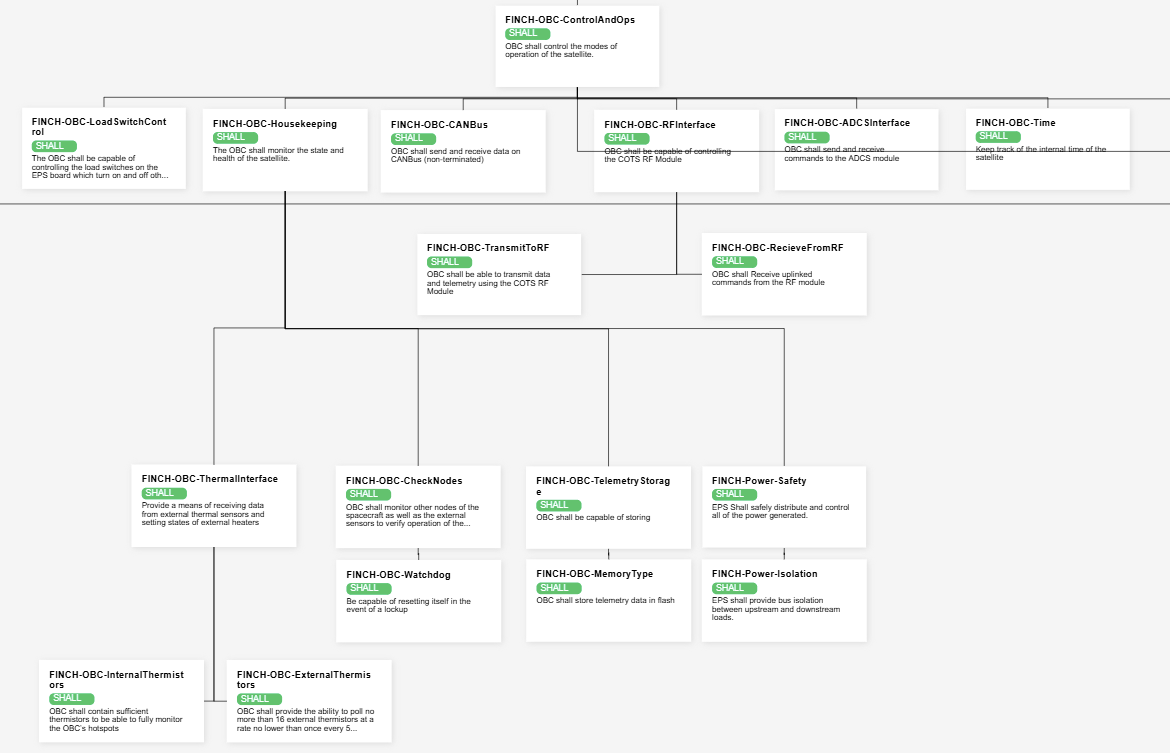 FINCH-OBC-ControlAndOps
SHALL
OBC shall control the modes of
operation of the satellite.
FINCH-OBC-LoadSwitchCont
rol
SHALL
The OBC shall be capable of
controlling the load switches on the
EPS board which turn on and off oth...
FINCH-OBC-Housekeeping
SHALL
The OBC shall monitor the state and
health of the satellite.
FINCH-OBC-CANBus
SHALL
OBC shall send and receive data on
CANBus (non-terminated)
FINCH-OBC-RFInterface
SHALL
OBC shall be capable of controlling
the COTS RF Module
FINCH-OBC-ADCSInterface
SHALL
OBC shall send and receive
commands to the ADCS module
FINCH-OBC-Time
SHALL
Keep track of the internal time of the
satellite
FINCH-OBC-TransmitToRF
SHALL
OBC shall be able to transmit data
and telemetry using the COTS RF
Module
FINCH-OBC-RecieveFromRF
SHALL
OBC shall Receive uplinked
commands from the RF module
FINCH-OBC-ThermalInterface
SHALL
Provide a means of receiving data
from external thermal sensors and
setting states of external heaters
FINCH-OBC-CheckNodes
SHALL
OBC shall monitor other nodes of the
spacecraft as well as the external
sensors to verify operation of the...
FINCH-OBC-TelemetryStorag
e
SHALL
OBC shall be capable of storing
FINCH-Power-Safety
SHALL
EPS Shall safely distribute and control
all of the power generated.
FINCH-OBC-Watchdog
SHALL
Be capable of resetting itself in the
event of a lockup
FINCH-OBC-MemoryType
SHALL
OBC shall store telemetry data in flash
FINCH-Power-Isolation
SHALL
EPS shall provide bus isolation
between upstream and downstream
loads.
FINCH-OBC-InternalThermist
ors
SHALL
OBC shall contain sufficient
thermistors to be able to fully monitor
the OBC's hotspots
FINCH-OBC-ExternalThermis
tors
SHALL
OBC shall provide the ability to poll no
more than 16 external thermistors at a
rate no lower than once every 5...